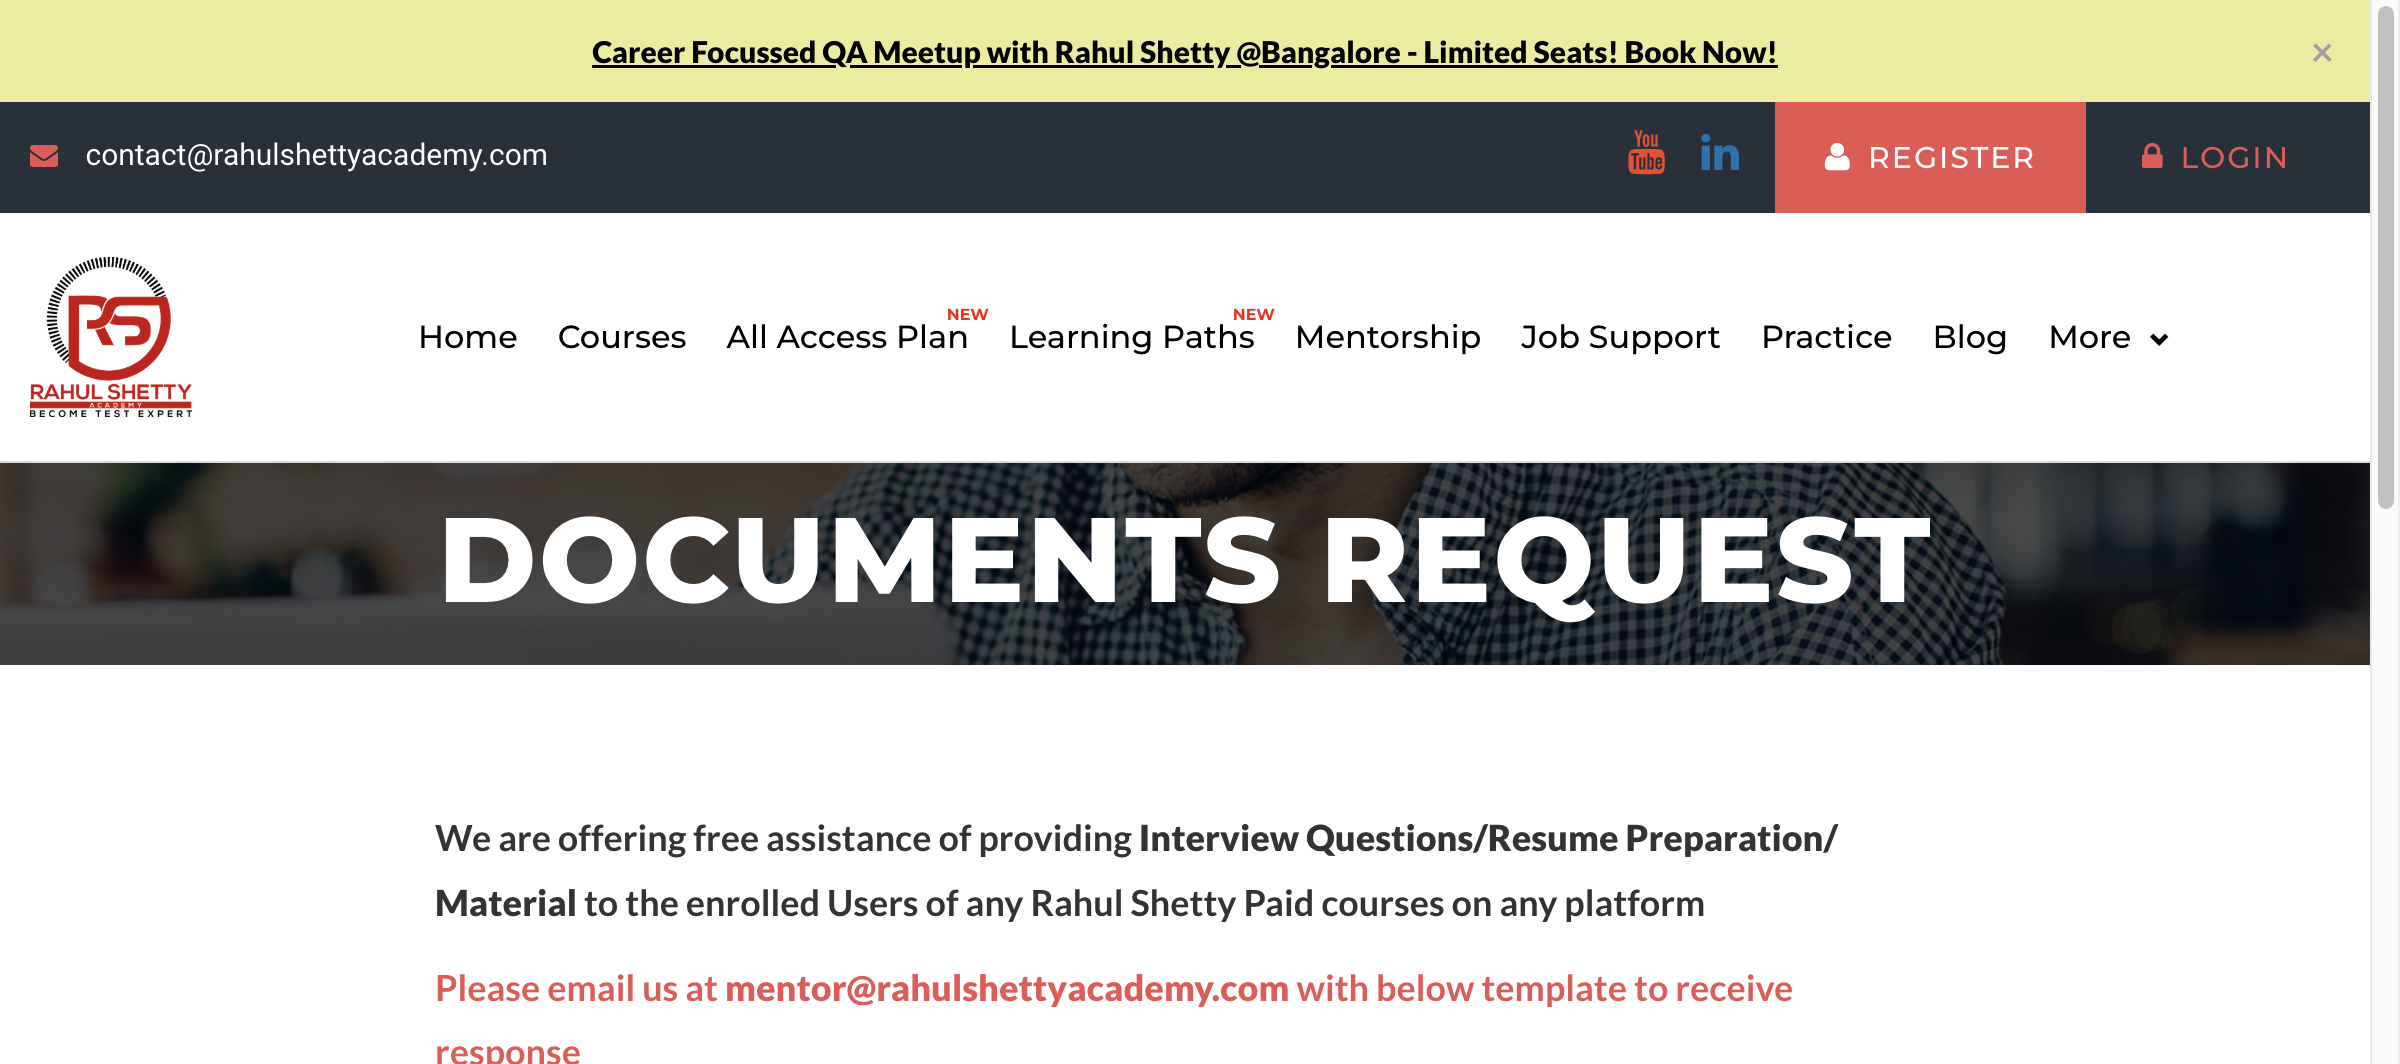 Career Focussed QA Meetup with Rahul Shetty @Bangalore - Limited Seats! Book Now!
×
contact@rahulshettyacademy.com
You Tube
in
REGISTER
LOGIN
RS
RAHUL SHETTY
ACADEMY
BECOME TEST EXPERT
Home Courses All Access Plan NEW Learning Paths NEW Mentorship Job Support Practice Blog More
DOCUMENTS REQUEST
We are offering free assistance of providing Interview Questions/Resume Preparation/
Material to the enrolled Users of any Rahul Shetty Paid courses on any platform
Please email us at mentor@rahulshettyacademy.com with below template to receive
response